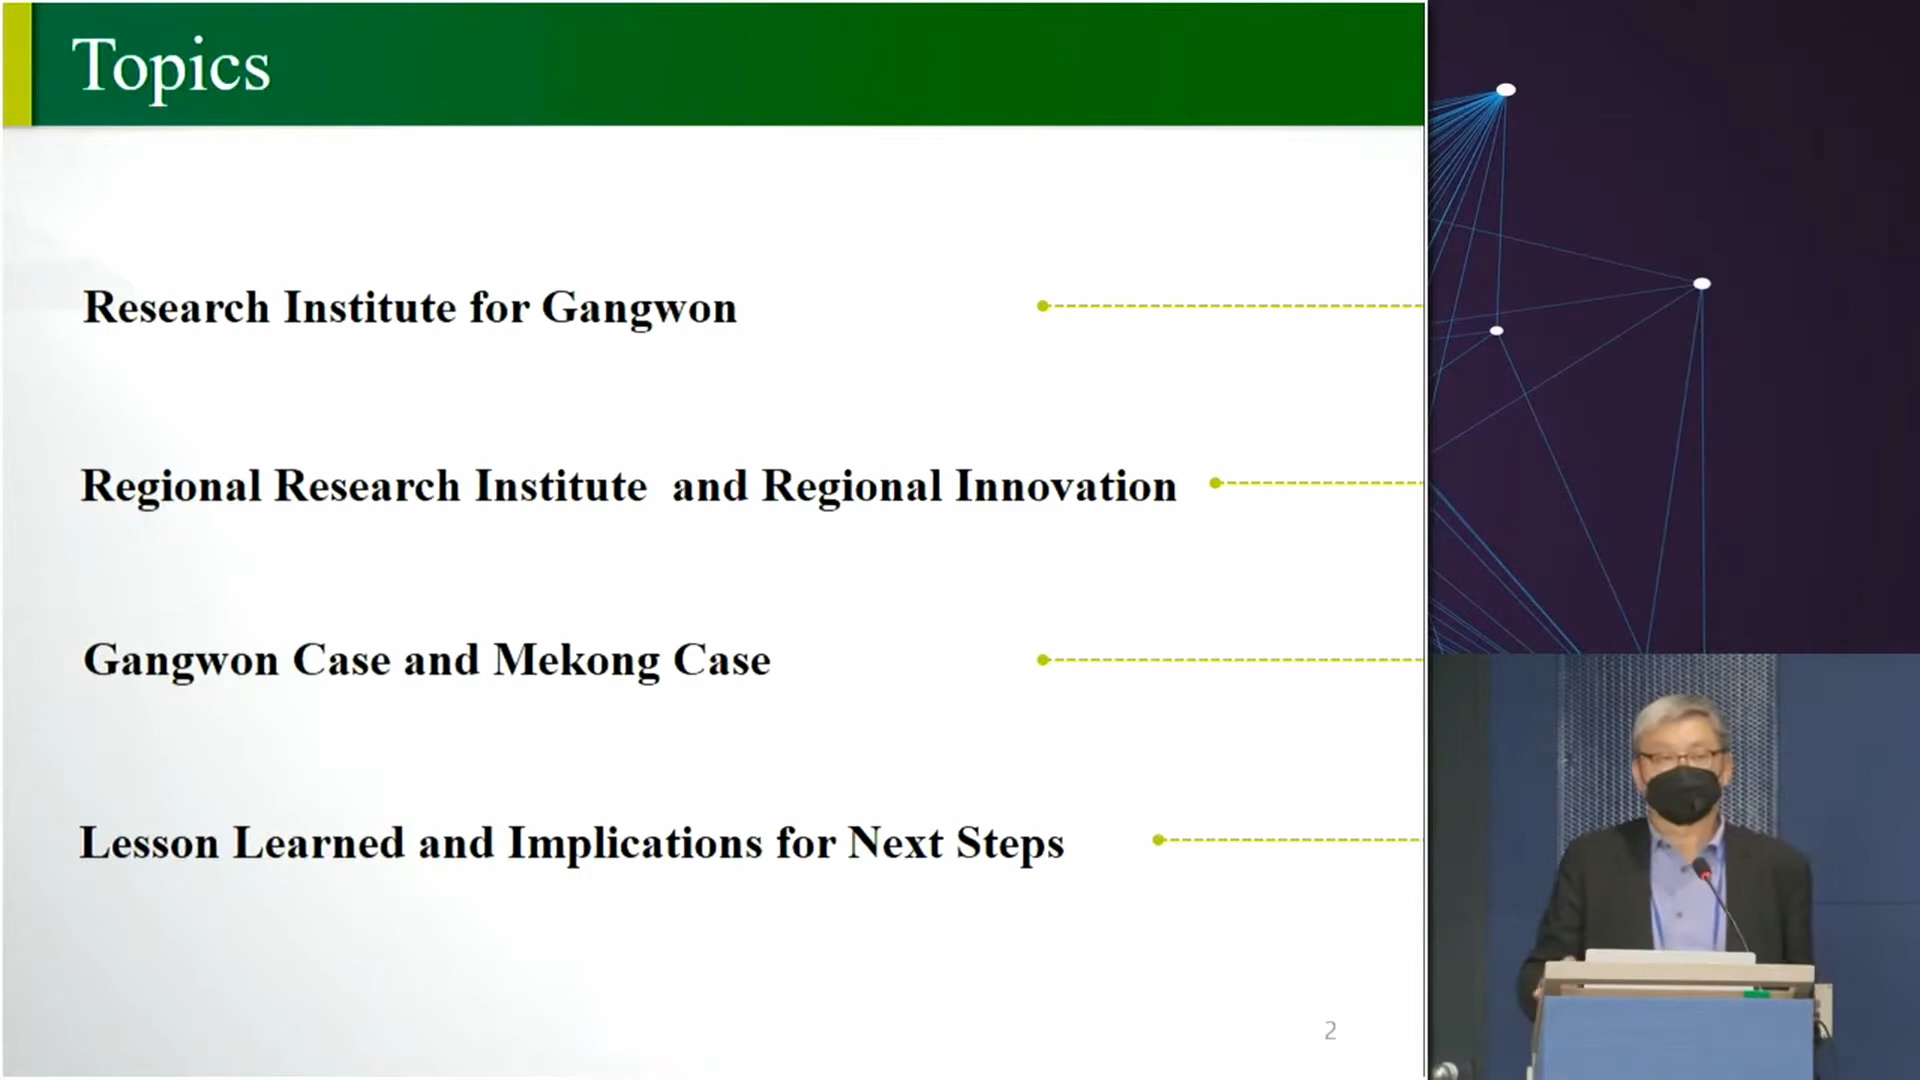 Topics
Research Institute for Gangwon
Regional Research Institute  and Regional Innovation
Gangwon Case and Mekong Case
Lesson Learned and Implications for Next Steps
2